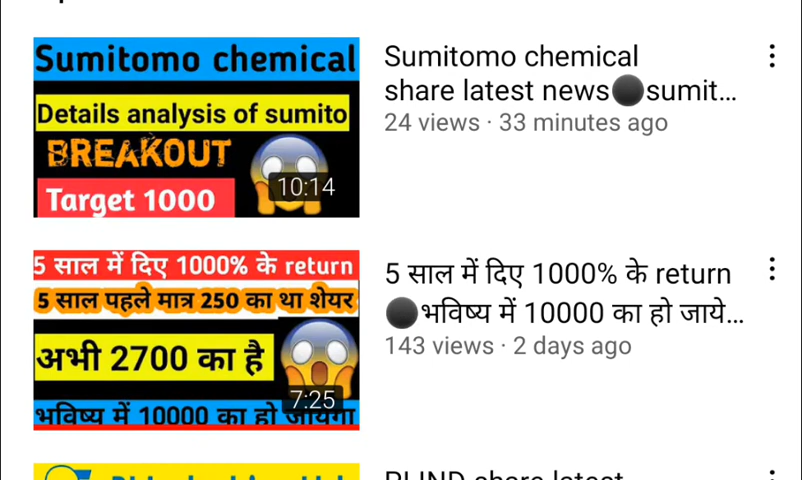 Sumitomo chemical
Details analysis of sumito
BREAKOUT
10:14
Target 1000
Sumitomo chemical
share latest news⚫sumit...
24 views · 33 minutes ago
5 साल में दिए 1000% के return
5 साल पहले मात्र 250 का था शेयर
अभी 2700 का है
7:25
भविष्य में 10000 का हो जायेगा
5 साल में दिए 1000% के return
⚫भविष्य में 10000 का हो जाये...
143 views · 2 days ago
share latest